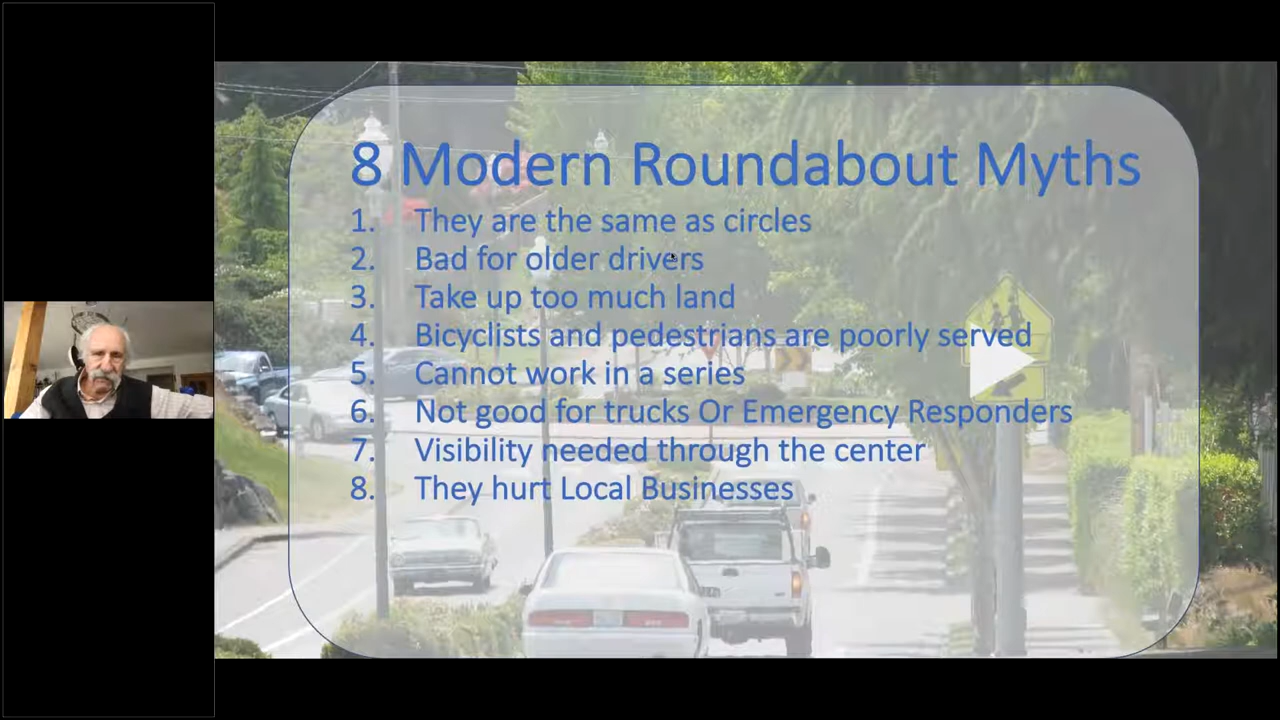 8 Modern Roundabout Myths
1. They are the same as circles
2. Bad for older drivers
3. Take up too much land
4. Bicyclists and pedestrians are poorly served
5. Cannot work in a series
6. Not good for trucks Or Emergency Responders
7. Visibility needed through the center
8. They hurt Local Businesses